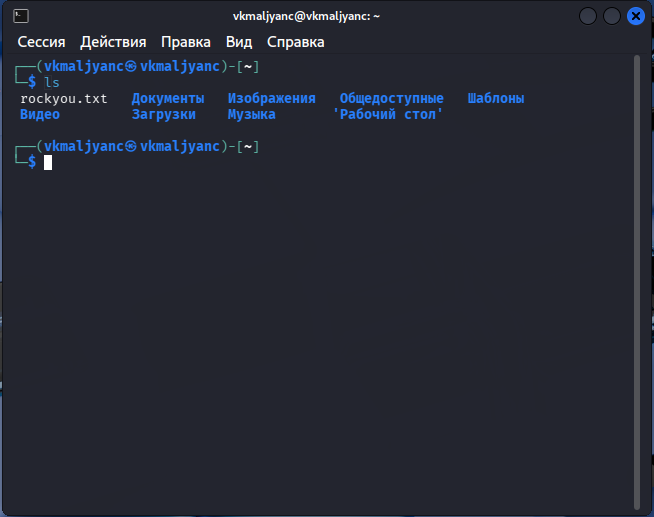 vkmaljyanc@vkmaljyanc: ~
Сессия Действия Правка Вид Справка
┌──(vkmaljyanc㉿vkmaljyanc)-[~]
└─$ ls
rockyou.txt Документы Изображения Общедоступные Шаблоны
Видео Загрузки Музыка 'Рабочий стол'
┌──(vkmaljyanc㉿vkmaljyanc)-[~]
└─$